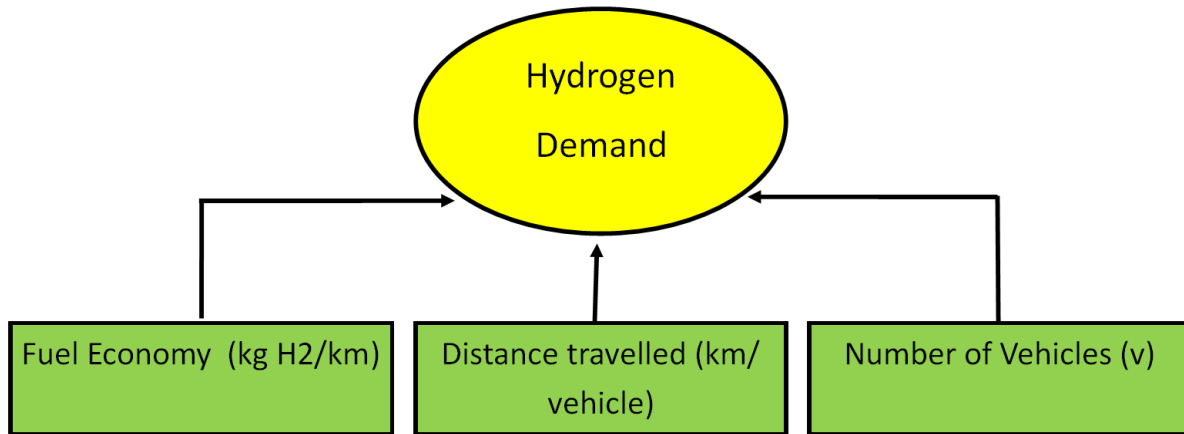 Hydrogen
Demand
Fuel Economy  (kg H2/km)
Distance travelled (km/
vehicle)
Number of Vehicles (v)